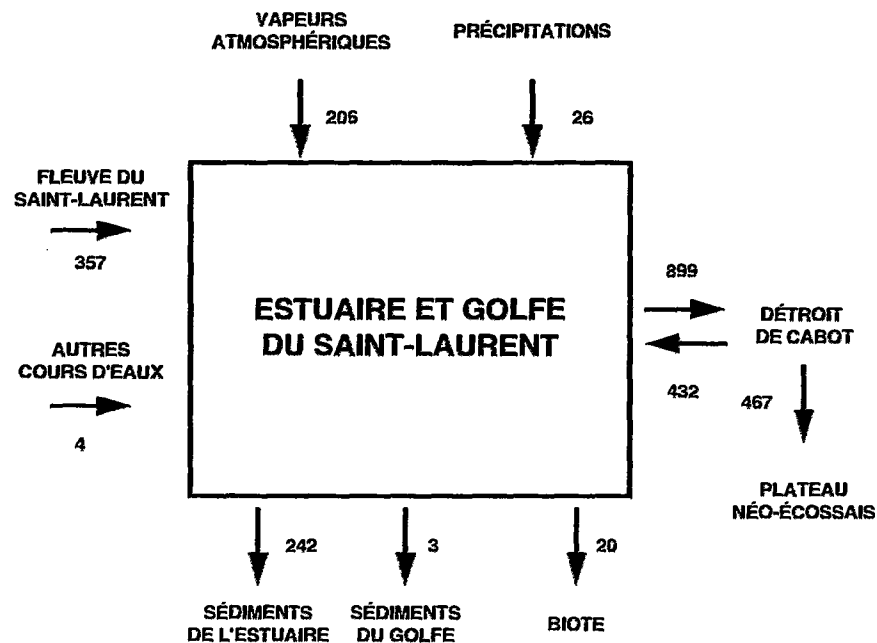 VAPEURS
ATMOSPHÉRIQUES
PRÉCIPITATIONS
206
26
FLEUVE DU
SAINT-LAURENT
357
AUTRES
COURS D'EAUX
4
ESTUAIRE ET GOLFE
DU SAINT-LAURENT
899
DÉTROIT
DE CABOT
432
467
PLATEAU
NÉO-ÉCOSSAIS
242
3
20
SÉDIMENTS
DE L'ESTUAIRE
SÉDIMENTS
DU GOLFE
BIOTE